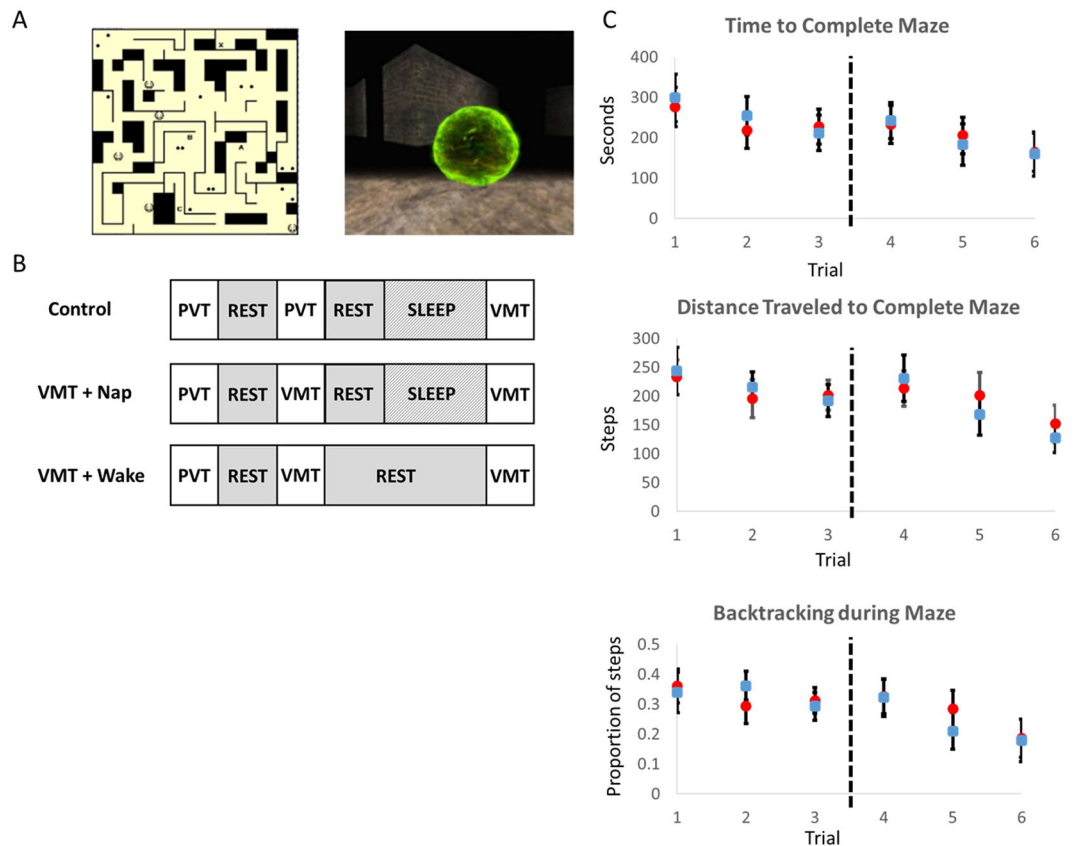 A
X
B
A
C
B
Control
PVT REST PVT REST SLEEP VMT
VMT + Nap
PVT REST VMT REST SLEEP VMT
VMT + Wake
PVT REST VMT REST VMT
C
Time to Complete Maze
Seconds
400
300
200
100
0
1 2 3 4 5 6
Trial
Distance Traveled to Complete Maze
Steps
300
250
200
150
100
50
0
1 2 3 4 5 6
Trial
Backtracking during Maze
Proportion of steps
0.5
0.4
0.3
0.2
0.1
0
1 2 3 4 5 6
Trial